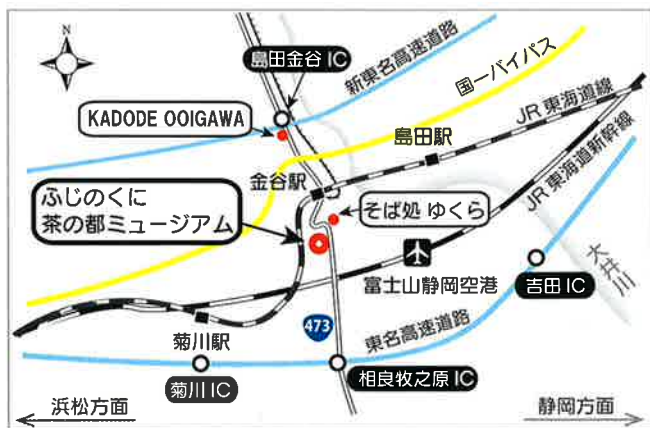 N
島田金谷 IC
新東名高速道路
国一バイパス
KADODE OOIGAWA
島田駅
JR東海道線
金谷駅
JR東海道新幹線
ふじのくに
茶の都ミュージアム
そば処 ゆくら
富士山静岡空港
大井川
吉田 IC
473
菊川駅
東名高速道路
菊川 IC
相良牧之原 IC
浜松方面
静岡方面